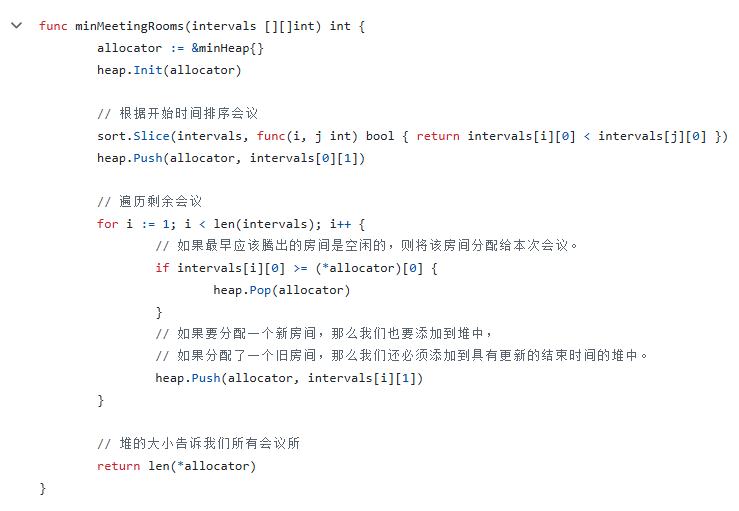 func minMeetingRooms(intervals [][]int) int {
        allocator := &minHeap{}
        heap.Init(allocator)

        // 根据开始时间排序会议
        sort.Slice(intervals, func(i, j int) bool { return intervals[i][0] < intervals[j][0] })
        heap.Push(allocator, intervals[0][1])

        // 遍历剩余会议
        for i := 1; i < len(intervals); i++ {
                // 如果最早应该腾出的房间是空闲的，则将该房间分配给本次会议。
                if intervals[i][0] >= (*allocator)[0] {
                        heap.Pop(allocator)
                }
                // 如果要分配一个新房间，那么我们也要添加到堆中，
                // 如果分配了一个旧房间，那么我们还必须添加到具有更新的结束时间的堆中。
                heap.Push(allocator, intervals[i][1])
        }

        // 堆的大小告诉我们所有会议所
        return len(*allocator)
}